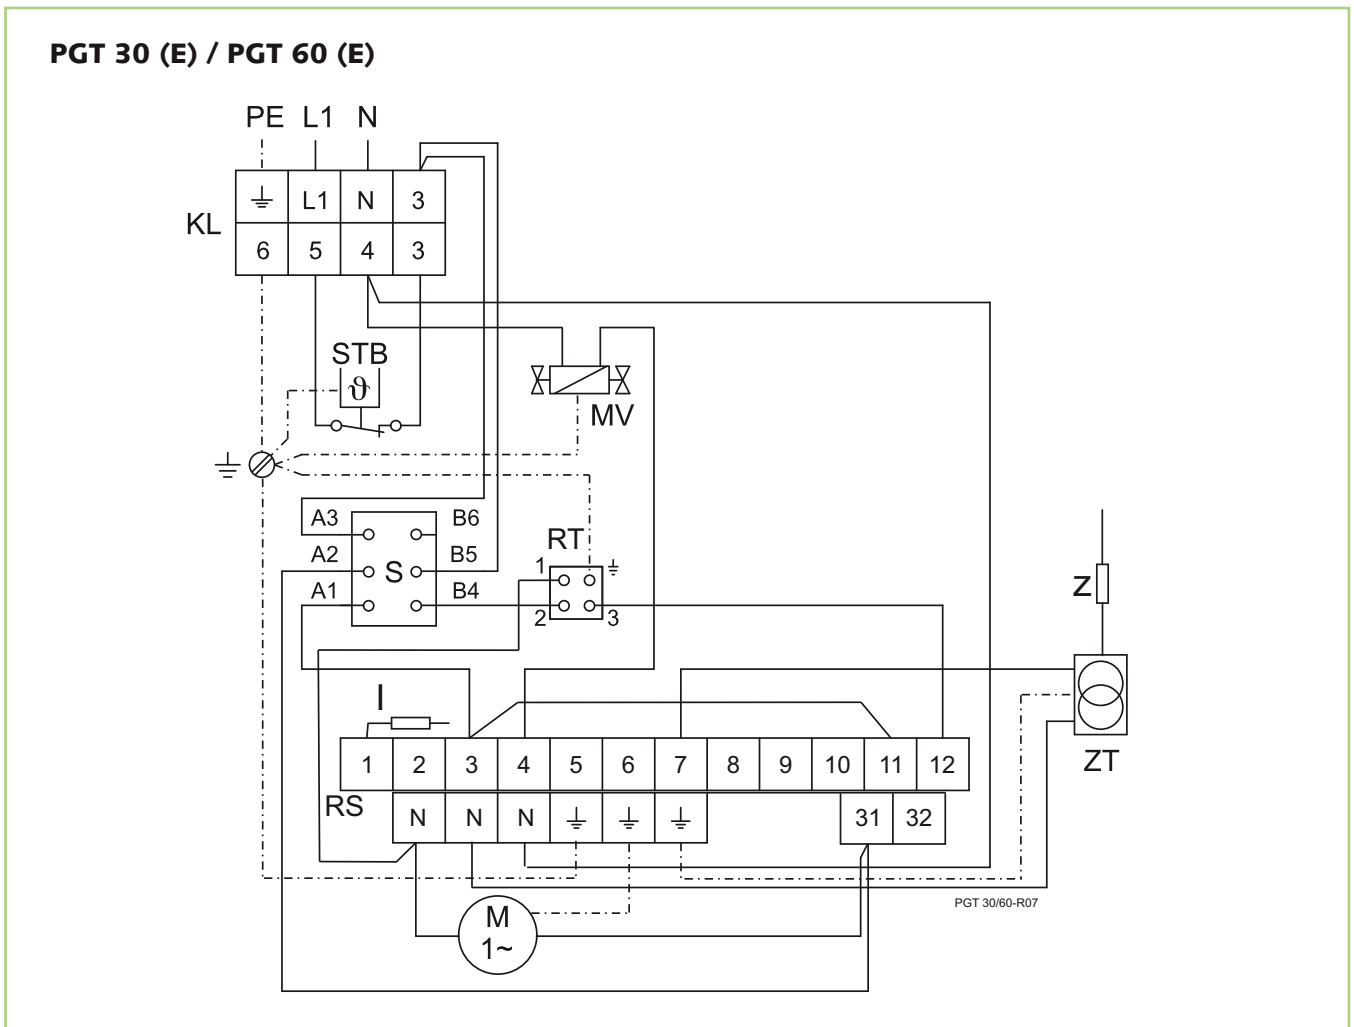 PGT 30 (E) / PGT 60 (E)
PE L1 N
L1 N 3
KL
6 5 4 3
STB
ϑ
MV
A3 B6
RT
A2 B5
S
1
A1 B4
2 3
Z
I
ZT
1 2 3 4 5 6 7 8 9 10 11 12
RS
N N N 31 32
PGT 30/60-R07
M
1~